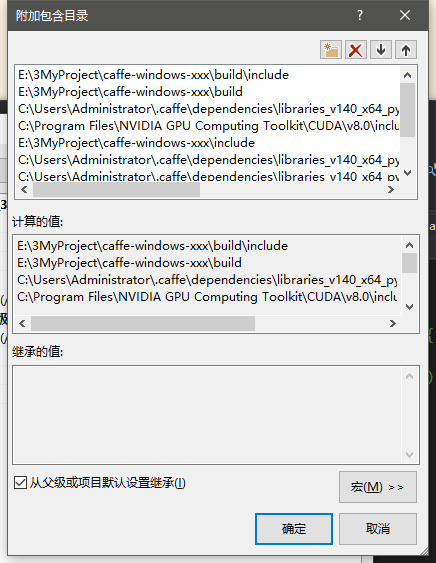 附加包含目录
E:\3MyProject\caffe-windows-xxx\build\include
E:\3MyProject\caffe-windows-xxx\build
C:\Users\Administrator\.caffe\dependencies\libraries_v140_x64_py
C:\Program Files\NVIDIA GPU Computing Toolkit\CUDA\v8.0\inclu
E:\3MyProject\caffe-windows-xxx\include
C:\Users\Administrator\.caffe\dependencies\libraries_v140_x64_py
C:\Users\Administrator\.caffe\dependencies\libraries_v140_x64_py
计算的值:
E:\3MyProject\caffe-windows-xxx\build\include
E:\3MyProject\caffe-windows-xxx\build
C:\Users\Administrator\.caffe\dependencies\libraries_v140_x64_py
C:\Program Files\NVIDIA GPU Computing Toolkit\CUDA\v8.0\inclu
继承的值:
从父级或项目默认设置继承(I)
宏(M) >>
确定
取消